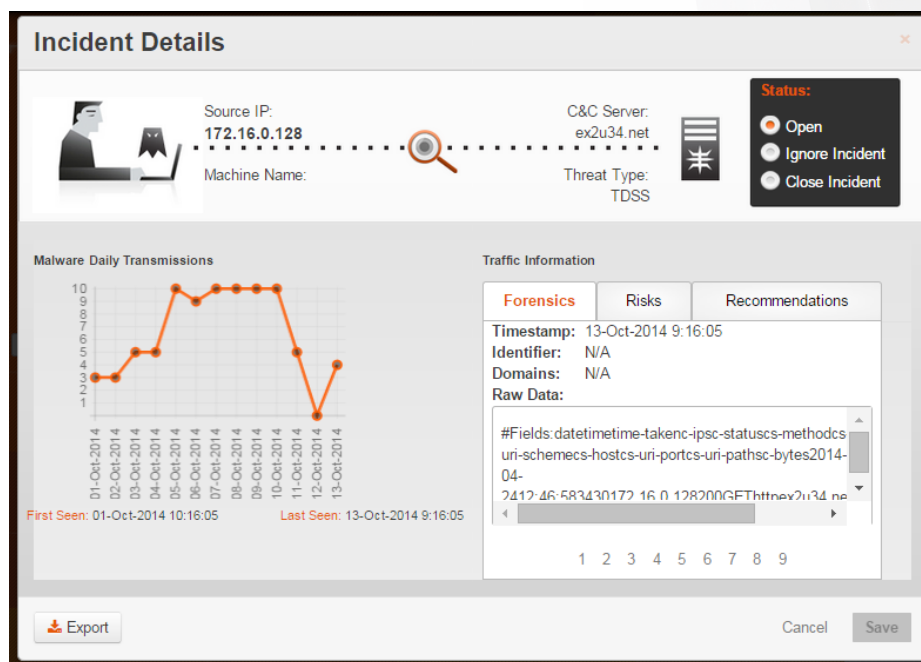 Incident Details
×
Source IP:
172.16.0.128
Machine Name:
C&C Server:
ex2u34.net
Threat Type:
TDSS
Status:
Open
Ignore Incident
Close Incident
Malware Daily Transmissions
10
9
8
7
6
5
4
3
2
1
01-Oct-2014
02-Oct-2014
03-Oct-2014
04-Oct-2014
05-Oct-2014
06-Oct-2014
07-Oct-2014
08-Oct-2014
09-Oct-2014
10-Oct-2014
11-Oct-2014
12-Oct-2014
13-Oct-2014
First Seen: 01-Oct-2014 10:16:05 Last Seen: 13-Oct-2014 9:16:05
Traffic Information
Forensics Risks Recommendations
Timestamp: 13-Oct-2014 9:16:05
Identifier: N/A
Domains: N/A
Raw Data:
#Fields:datetimetime-takenc-ipsc-statuscs-methodcs
uri-schemecs-hostcs-uri-portcs-uri-pathsc-bytes2014-
04-
2412:46:583430172.16.0.128200GEThttpex2u34.ne
1 2 3 4 5 6 7 8 9
Export
Cancel Save